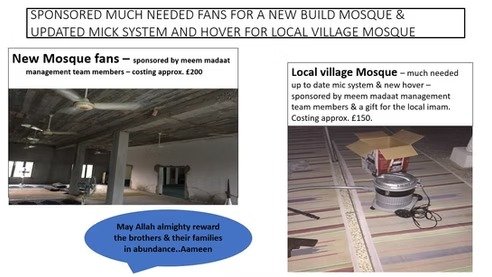 SPONSORED MUCH NEEDED FANS FOR A NEW BUILD MOSQUE &
UPDATED MICK SYSTEM AND HOVER FOR LOCAL VILLAGE MOSQUE
New Mosque fans – sponsored by meem madaat
management team members – costing approx. £200
Local village Mosque – much needed
up to date mic system & new hover –
sponsored by meem madaat management
team members & a gift for the local imam.
Costing approx. £150.
May Allah almighty reward
the brothers & their families
in abundance..Aameen